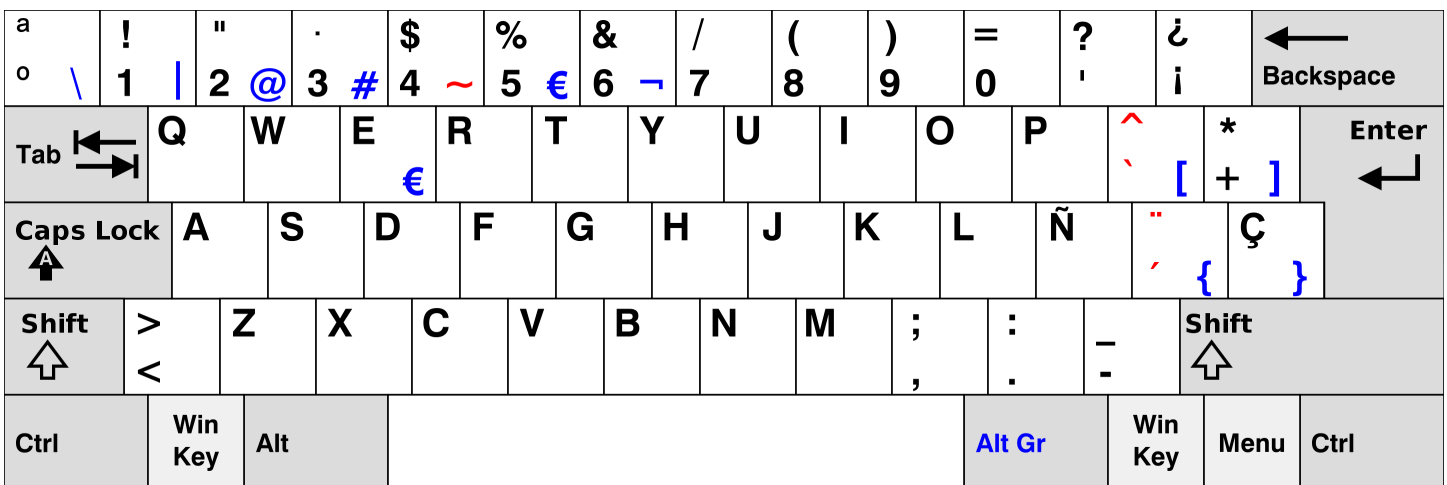 ª ! " · $ % & / ( ) = ? ¿
º \ 1 | 2 @ 3 # 4 ~ 5 € 6 ¬ 7 8 9 0 ' ¡ Backspace
Tab Q W E R T Y U I O P ^ * Enter
€ ` [ + ]
Caps Lock A S D F G H J K L Ñ ¨ Ç
A ´ { }
Shift > Z X C V B N M ; : _ Shift
< , . -
Ctrl Win Key Alt Alt Gr Win Key Menu Ctrl